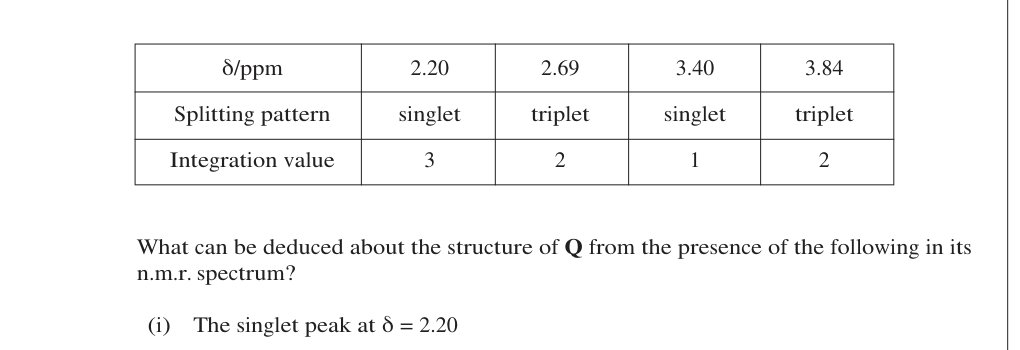 δ/ppm 2.20 2.69 3.40 3.84
Splitting pattern singlet triplet singlet triplet
Integration value 3 2 1 2
What can be deduced about the structure of Q from the presence of the following in its
n.m.r. spectrum?
(i) The singlet peak at δ = 2.20